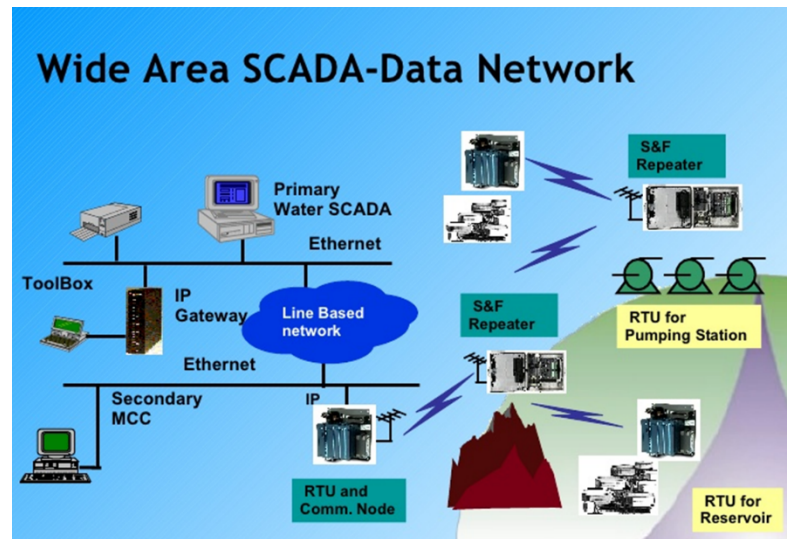 Wide Area SCADA-Data Network
S&F
Repeater
Primary
Water SCADA
Ethernet
ToolBox
IP
Gateway
Line Based
network
S&F
Repeater
RTU for
Pumping Station
Ethernet
Secondary
MCC
IP
RTU and
Comm. Node
RTU for
Reservoir